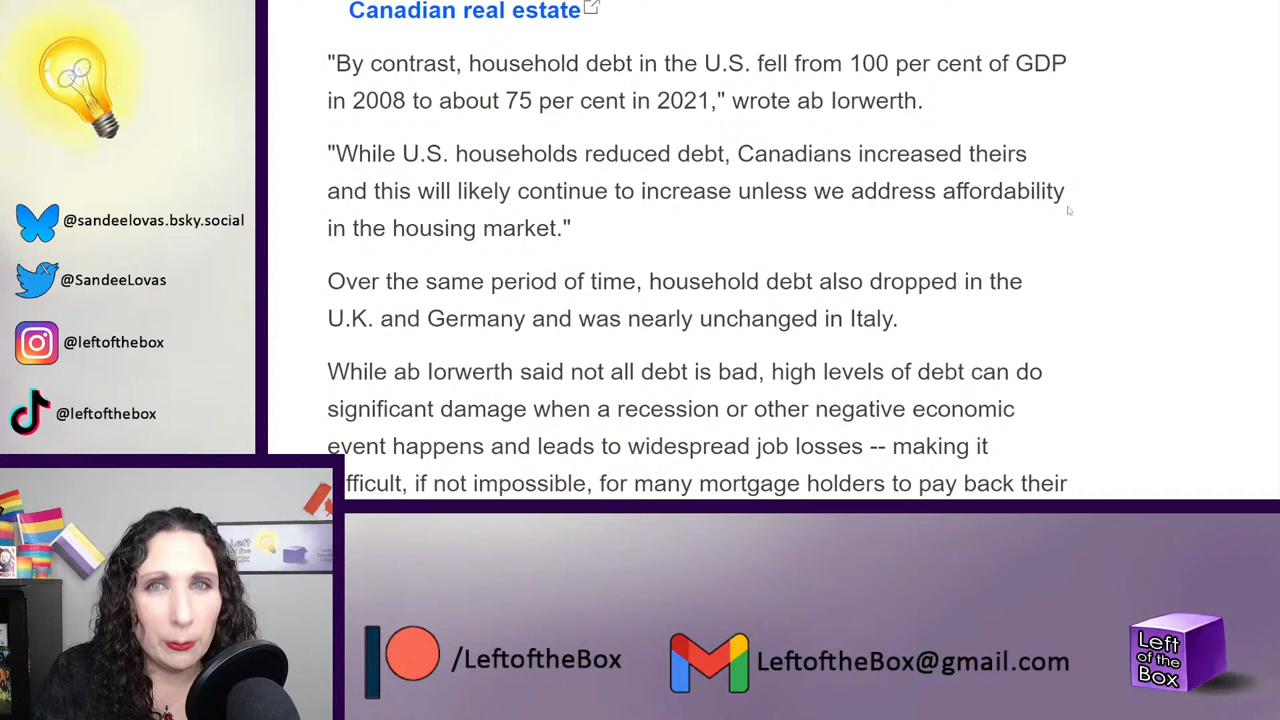 Canadian real estate
"By contrast, household debt in the U.S. fell from 100 per cent of GDP
in 2008 to about 75 per cent in 2021," wrote ab Iorwerth.
"While U.S. households reduced debt, Canadians increased theirs
and this will likely continue to increase unless we address affordability
in the housing market."
Over the same period of time, household debt also dropped in the
U.K. and Germany and was nearly unchanged in Italy.
While ab Iorwerth said not all debt is bad, high levels of debt can do
significant damage when a recession or other negative economic
event happens and leads to widespread job losses -- making it
fficult, if not impossible, for many mortgage holders to pay back their
@sandeelovas.bsky.social
@SandeeLovas
@leftofthebox
@leftofthebox
Left
of the
Box
/LeftoftheBox
LeftoftheBox@gmail.com
Left
of the
Box